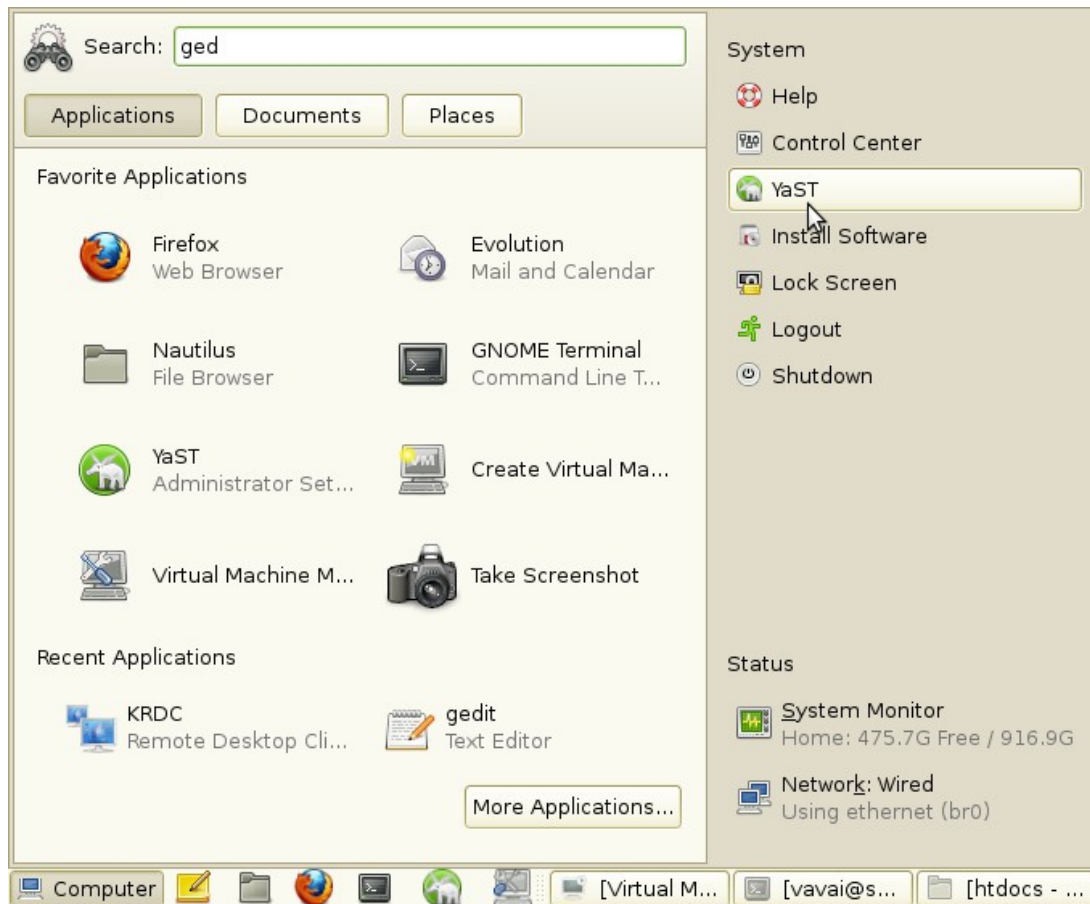 Search: ged
Applications Documents Places
Favorite Applications
Firefox
Web Browser
Evolution
Mail and Calendar
Nautilus
File Browser
GNOME Terminal
Command Line T...
YaST
Administrator Set...
Create Virtual Ma...
Virtual Machine M...
Take Screenshot
Recent Applications
KRDC
Remote Desktop Cli...
gedit
Text Editor
More Applications...
System
Help
Control Center
YaST
Install Software
Lock Screen
Logout
Shutdown
Status
System Monitor
Home: 475.7G Free / 916.9G
Network: Wired
Using ethernet (br0)
Computer [Virtual M... [vavai@s... [htdocs - ...